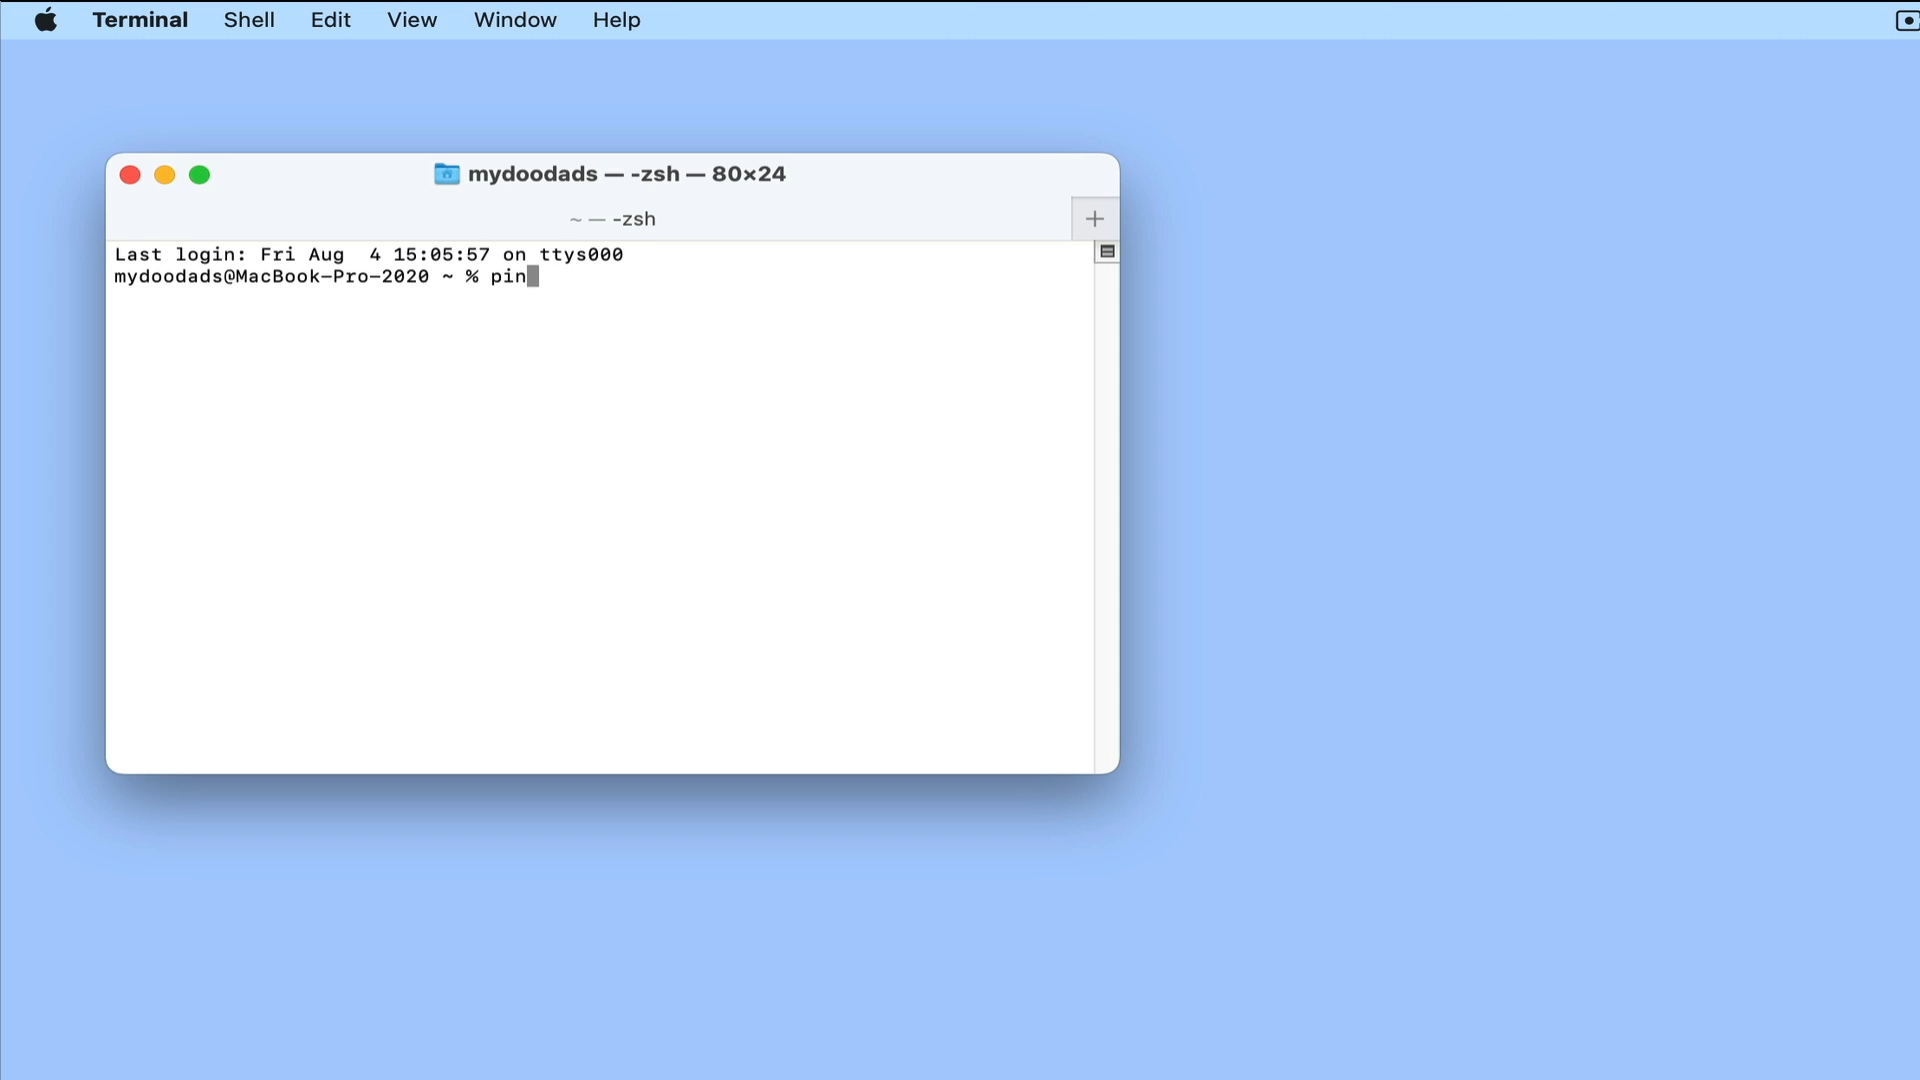 Terminal Shell Edit View Window Help
mydoodads — -zsh — 80×24
~ — -zsh
Last login: Fri Aug  4 15:05:57 on ttys000
mydoodads@MacBook-Pro-2020 ~ % pin